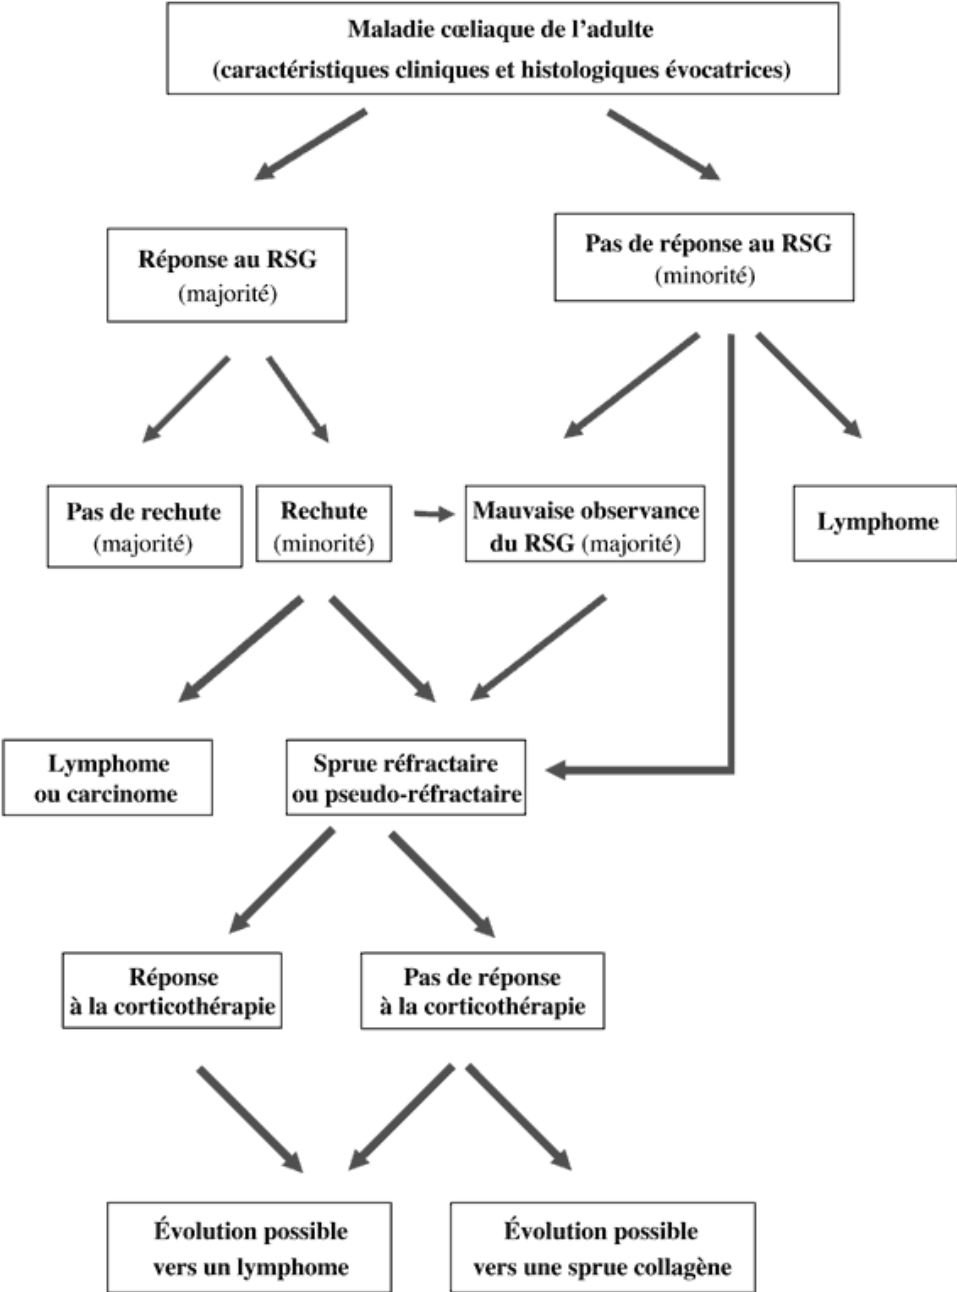 Maladie cœliaque de l’adulte
(caractéristiques cliniques et histologiques évocatrices)
Réponse au RSG
(majorité)
Pas de réponse au RSG
(minorité)
Pas de rechute
(majorité)
Rechute
(minorité)
Mauvaise observance
du RSG (majorité)
Lymphome
Lymphome
ou carcinome
Sprue réfractaire
ou pseudo-réfractaire
Réponse
à la corticothérapie
Pas de réponse
à la corticothérapie
Évolution possible
vers un lymphome
Évolution possible
vers une sprue collagène